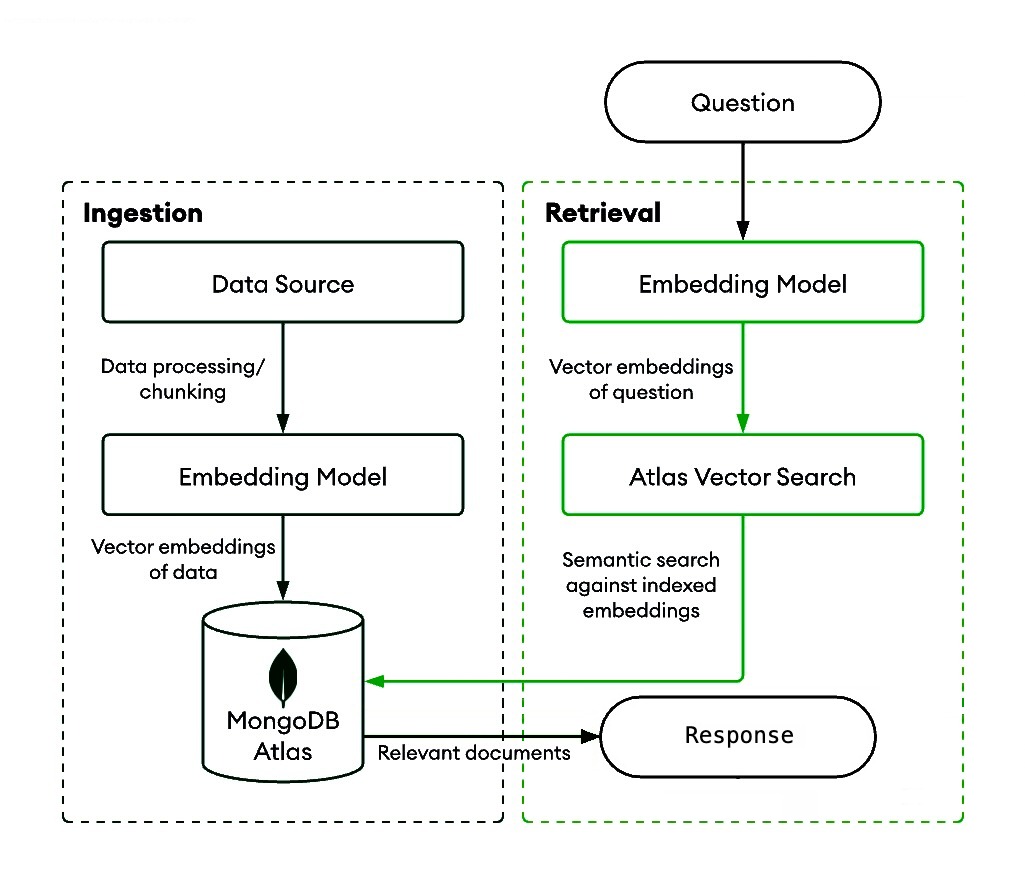 Question
Ingestion
Data Source
Data processing/
chunking
Embedding Model
Vector embeddings
of data
MongoDB
Atlas
Relevant documents
Retrieval
Embedding Model
Vector embeddings
of question
Atlas Vector Search
Semantic search
against indexed
embeddings
Response